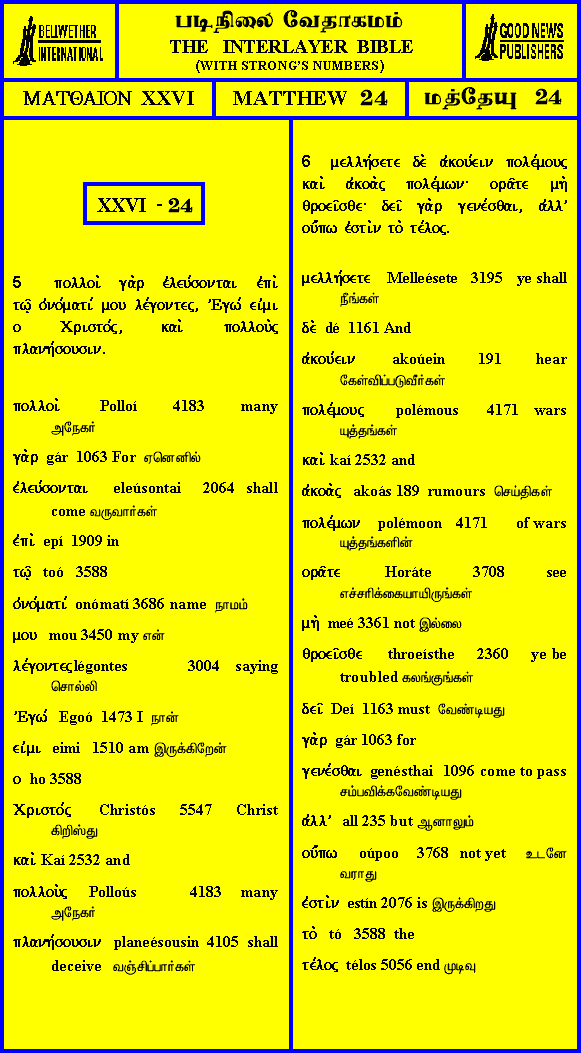 BELLWETHER
INTERNATIONAL
படிநிலை வேதாகமம்
THE INTERLAYER BIBLE
(WITH STRONG'S NUMBERS)
GOOD NEWS
PUBLISHERS
ΜΑΤΘΑΙΟΝ XXVI
MATTHEW 24
மத்தேயு 24
XXVI - 24
5 πολλοὶ γὰρ ἐλεύσονται ἐπὶ
τῷ ὀνόματί μου λέγοντες, Ἐγώ εἰμι
ο Χριστός, καὶ πολλοὺς
πλανήσουσιν.
πολλοὶ Polloí 4183 many
அநேகர்
γὰρ gár 1063 For ஏனெனில்
ἐλεύσονται eleúsontai 2064 shall
come வருவார்கள்
ἐπὶ epí 1909 in
τῷ toó 3588
ὀνόματί onómatí 3686 name நாமம்
μου mou 3450 my என்
λέγοντες légontes 3004 saying
சொல்லி
Ἐγώ Egoó 1473 I நான்
εἰμι eimi 1510 am இருக்கிறேன்
ο ho 3588
Χριστός Christós 5547 Christ
கிறிஸ்து
καὶ Kaí 2532 and
πολλοὺς Polloús 4183 many
அநேகர்
πλανήσουσιν planeésousin 4105 shall
deceive வஞ்சிப்பார்கள்
6 μελλήσετε δὲ ἀκούειν πολέμους
καὶ ἀκοὰς πολέμων· ορᾶτε μὴ
θροεῖσθε· δεῖ γὰρ γενέσθαι, ἀλλ'
οὔπω ἐστὶν τὸ τέλος.
μελλήσετε Melleésete 3195 ye shall
நீங்கள்
δὲ dé 1161 And
ἀκούειν akoúein 191 hear
கேள்விப்படுவீர்கள்
πολέμους polémous 4171 wars
யுத்தங்கள்
καὶ kaí 2532 and
ἀκοὰς akoás 189 rumours செய்திகள்
πολέμων polémoon 4171 of wars
யுத்தங்களின்
ορᾶτε Horáte 3708 see
எச்சரிக்கையாயிருங்கள்
μὴ meé 3361 not இல்லை
θροεῖσθε throeísthe 2360 ye be
troubled கலங்குங்கள்
δεῖ Deí 1163 must வேண்டியது
γὰρ gár 1063 for
γενέσθαι genésthai 1096 come to pass
சம்பவிக்கவேண்டியது
ἀλλ' all 235 but ஆனாலும்
οὔπω oúpoo 3768 not yet உடனே
வராது
ἐστὶν estín 2076 is இருக்கிறது
τὸ tó 3588 the
τέλος télos 5056 end முடிவு